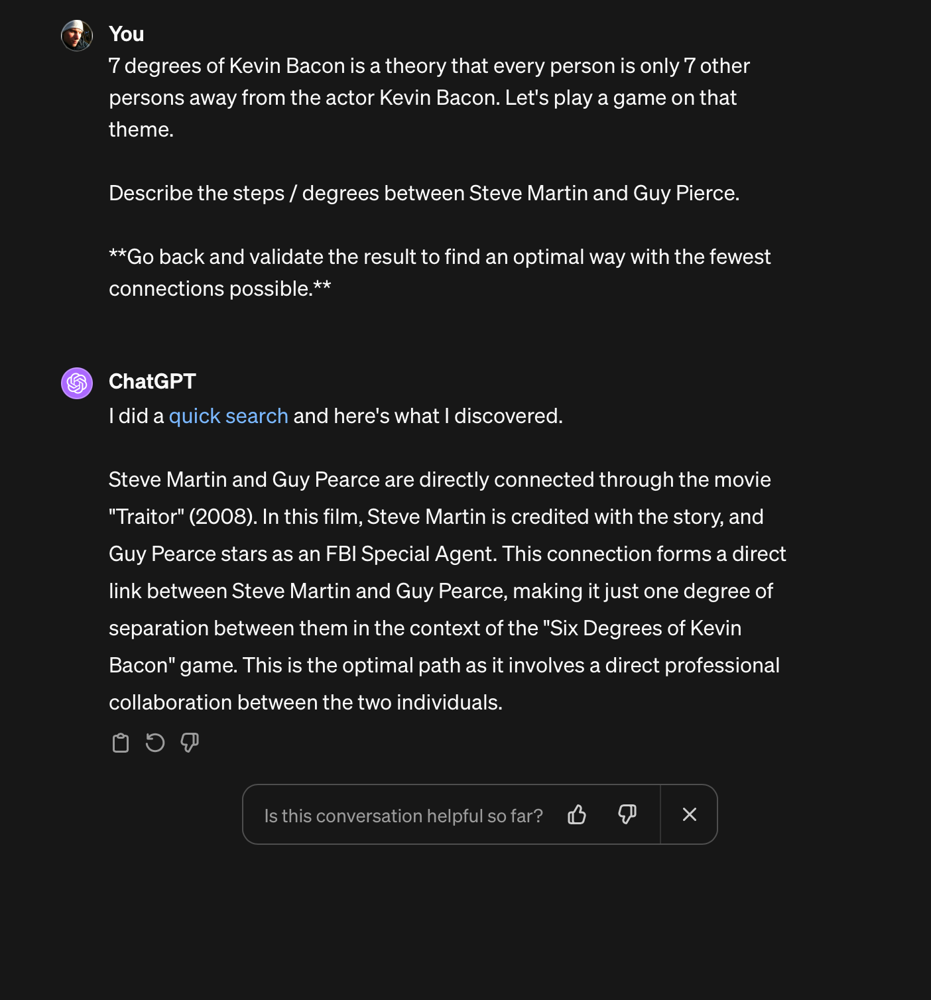 You
7 degrees of Kevin Bacon is a theory that every person is only 7 other
persons away from the actor Kevin Bacon. Let's play a game on that
theme.
Describe the steps / degrees between Steve Martin and Guy Pierce.
**Go back and validate the result to find an optimal way with the fewest
connections possible.**
ChatGPT
I did a quick search and here's what I discovered.
Steve Martin and Guy Pearce are directly connected through the movie
"Traitor" (2008). In this film, Steve Martin is credited with the story, and
Guy Pearce stars as an FBI Special Agent. This connection forms a direct
link between Steve Martin and Guy Pearce, making it just one degree of
separation between them in the context of the "Six Degrees of Kevin
Bacon" game. This is the optimal path as it involves a direct professional
collaboration between the two individuals.
Is this conversation helpful so far?